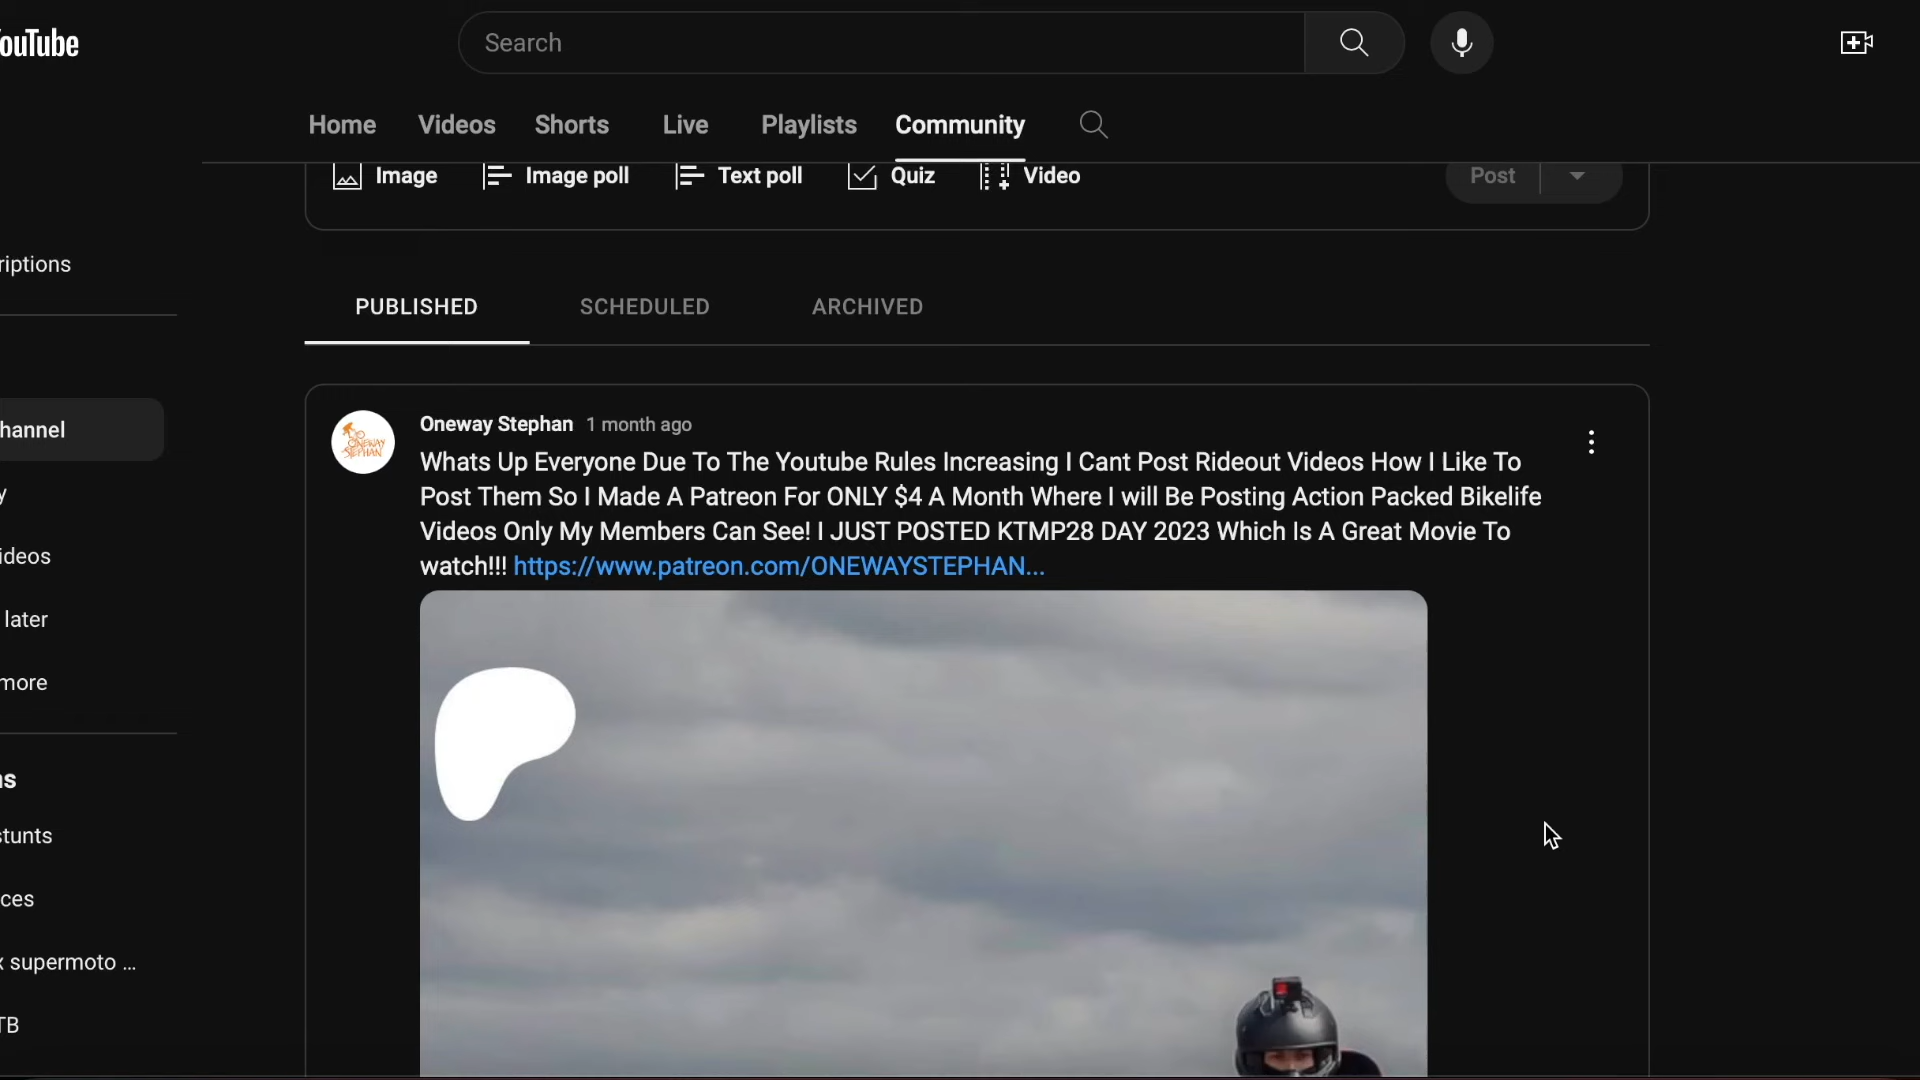 ouTube
Search
Home Videos Shorts Live Playlists Community
Image Image poll Text poll Quiz Video Post
riptions
PUBLISHED SCHEDULED ARCHIVED
hannel
Oneway Stephan 1 month ago
Whats Up Everyone Due To The Youtube Rules Increasing I Cant Post Rideout Videos How I Like To
Post Them So I Made A Patreon For ONLY $4 A Month Where I will Be Posting Action Packed Bikelife
Videos Only My Members Can See! I JUST POSTED KTMP28 DAY 2023 Which Is A Great Movie To
watch!!! https://www.patreon.com/ONEWAYSTEPHAN...
ONEWAY
STEPHAN
y
ideos
later
more
ns
stunts
ces
x supermoto ...
TB